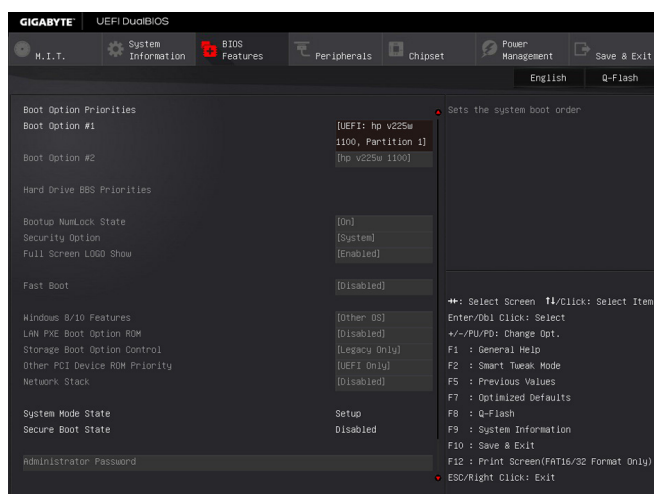 GIGABYTE™ UEFI DualBIOS
M.I.T.
System Information
BIOS Features
Peripherals
Chipset
Power Management
Save & Exit
English
Q-Flash
Boot Option Priorities
Boot Option #1 [UEFI: hp v225w 1100, Partition 1]
Boot Option #2 [hp v225w 1100]
Hard Drive BBS Priorities
Bootup NumLock State [On]
Security Option [System]
Full Screen LOGO Show [Enabled]
Fast Boot [Disabled]
Windows 8/10 Features [Other OS]
LAN PXE Boot Option ROM [Disabled]
Storage Boot Option Control [Legacy Only]
Other PCI Device ROM Priority [UEFI Only]
Network Stack [Disabled]
System Mode State Setup
Secure Boot State Disabled
Administrator Password
Sets the system boot order
→←: Select Screen ↑↓/Click: Select Item
Enter/Dbl Click: Select
+/-/PU/PD: Change Opt.
F1 : General Help
F2 : Smart Tweak Mode
F5 : Previous Values
F7 : Optimized Defaults
F8 : Q-Flash
F9 : System Information
F10 : Save & Exit
F12 : Print Screen(FAT16/32 Format Only)
ESC/Right Click: Exit